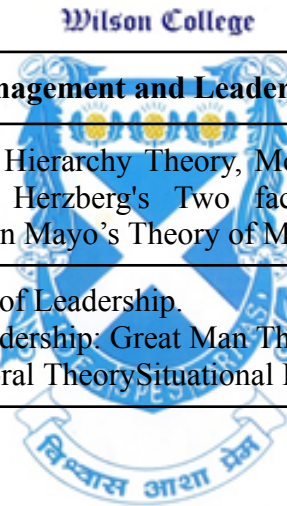 Wilson College
nagement and Leader
Hierarchy Theory, Mc
Herzberg's Two fac
n Mayo's Theory of M
of Leadership.
dership: Great Man Th
ral TheorySituational I
विश्वास आशा प्रेम